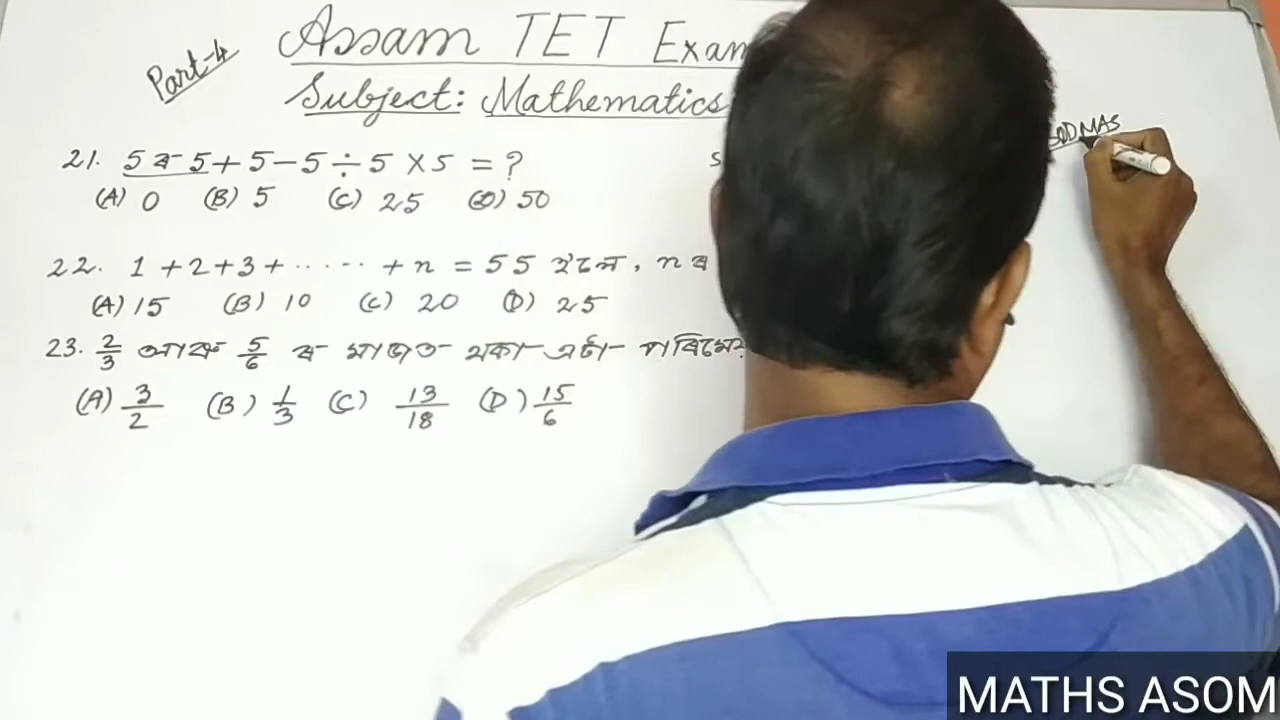 Part-4
Assam TET Exam
Subject: Mathematics
BODMAS
21. 5 ৰ 5 + 5 − 5 ÷ 5 × 5 = ?
(A) 0 (B) 5 (C) 25 (D) 50
22. 1 + 2 + 3 + ...... + n = 55 হলে, n ৰ
(A) 15 (B) 10 (C) 20 (D) 25
23. 2/3 আৰু 5/6 ৰ মাজত থকা এটা
(A) 3/2 (B) 1/3 (C) 13/18 (D) 15/6
MATHS ASOM